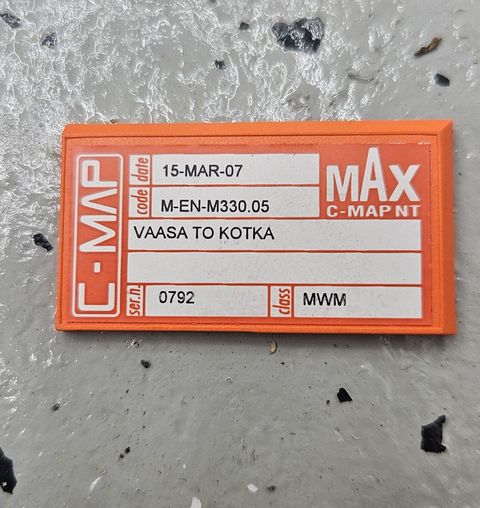 C-MAP
date 15-MAR-07
code M-EN-M330.05
MAX
C-MAP NT
VAASA TO KOTKA
ser.n. 0792
class MWM